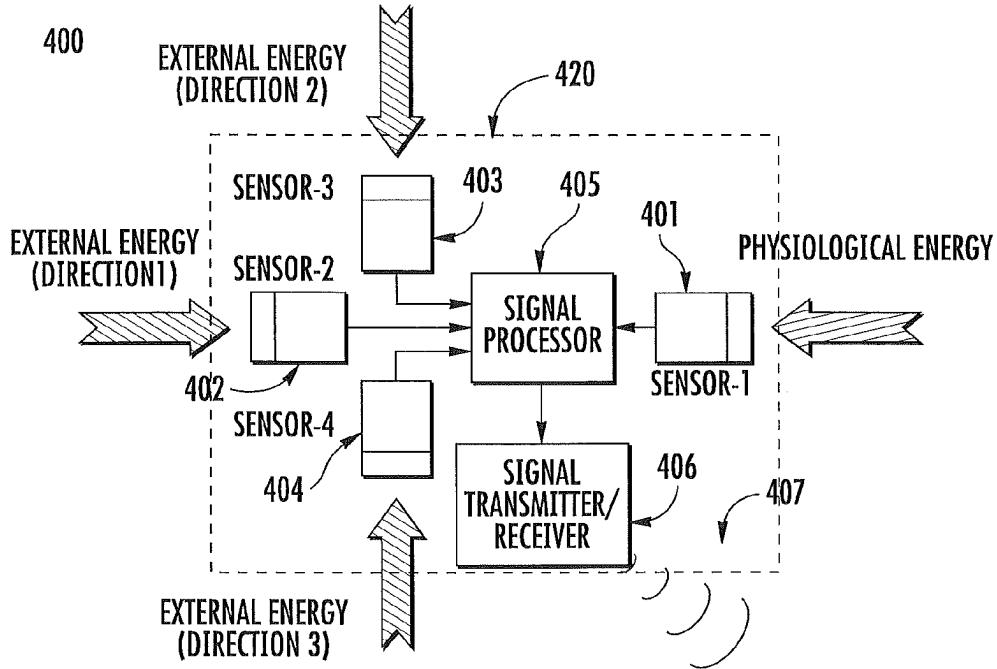 400
EXTERNAL ENERGY
(DIRECTION 2)
420
SENSOR-3
403
405
401
EXTERNAL ENERGY
(DIRECTION1)
SENSOR-2
PHYSIOLOGICAL ENERGY
SIGNAL
PROCESSOR
402
SENSOR-1
SENSOR-4
404
SIGNAL
TRANSMITTER/
RECEIVER
406
407
EXTERNAL ENERGY
(DIRECTION 3)